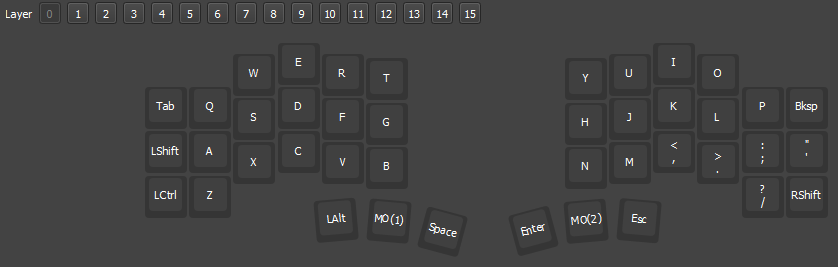 Layer 0 1 2 3 4 5 6 7 8 9 10 11 12 13 14 15
Tab Q W E R T Y U I O P Bksp
LShift A S D F G H J K L : ; " '
LCtrl Z X C V B N M < , > . ? / RShift
LAlt MO(1) Space Enter MO(2) Esc